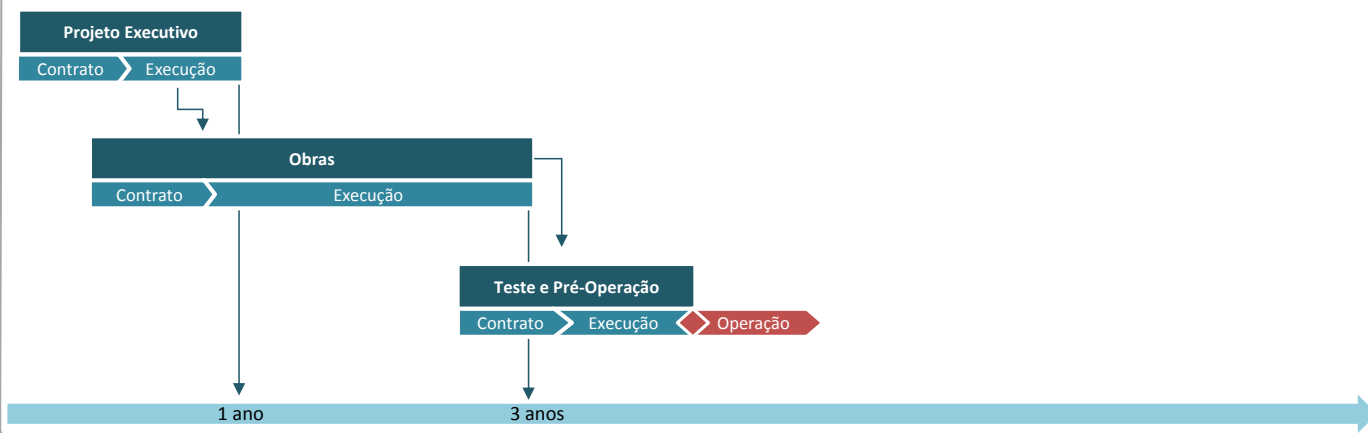 Projeto Executivo
Contrato Execução
Obras
Contrato Execução
Teste e Pré-Operação
Contrato Execução Operação
1 ano 3 anos